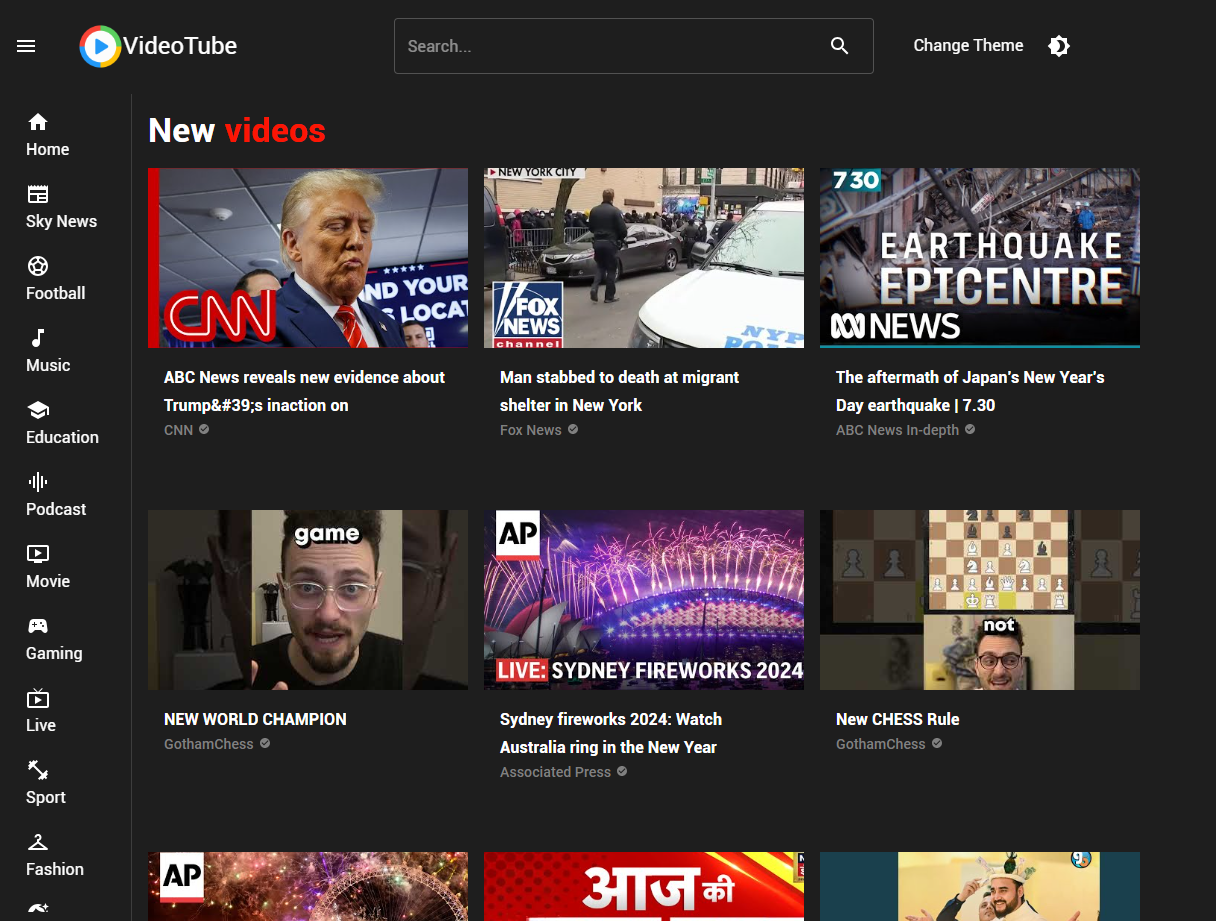 VideoTube
Search...
Change Theme
Home
Sky News
Football
Music
Education
Podcast
Movie
Gaming
Live
Sport
Fashion
New videos
CNN
ND YOUR
LOCAT
ABC News reveals new evidence about
Trump&#39;s inaction on
CNN
NEW YORK CITY
FOX
NEWS
channel
NYP
Man stabbed to death at migrant
shelter in New York
Fox News
7 30
EARTHQUAKE
EPICENTRE
NEWS
The aftermath of Japan's New Year's
Day earthquake | 7.30
ABC News In-depth
game
NEW WORLD CHAMPION
GothamChess
AP
LIVE: SYDNEY FIREWORKS 2024
Sydney fireworks 2024: Watch
Australia ring in the New Year
Associated Press
not
New CHESS Rule
GothamChess
AP
आज की